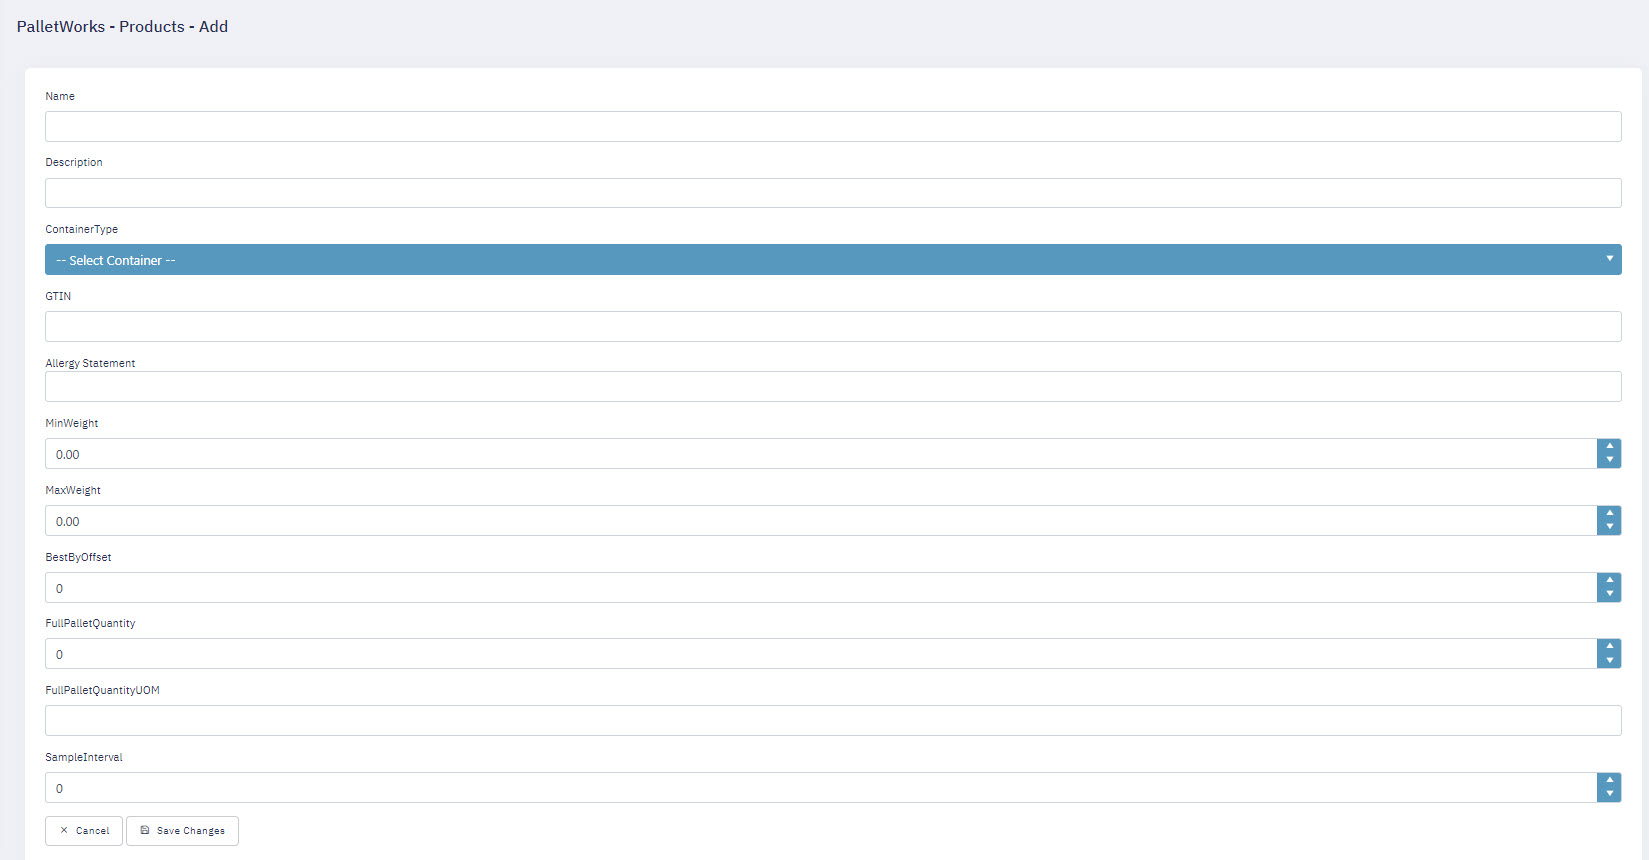 PalletWorks - Products - Add
Name
Description
ContainerType
-- Select Container --
GTIN
Allergy Statement
MinWeight
0.00
MaxWeight
0.00
BestByOffset
0
FullPalletQuantity
0
FullPalletQuantityUOM
SampleInterval
0
Cancel Save Changes